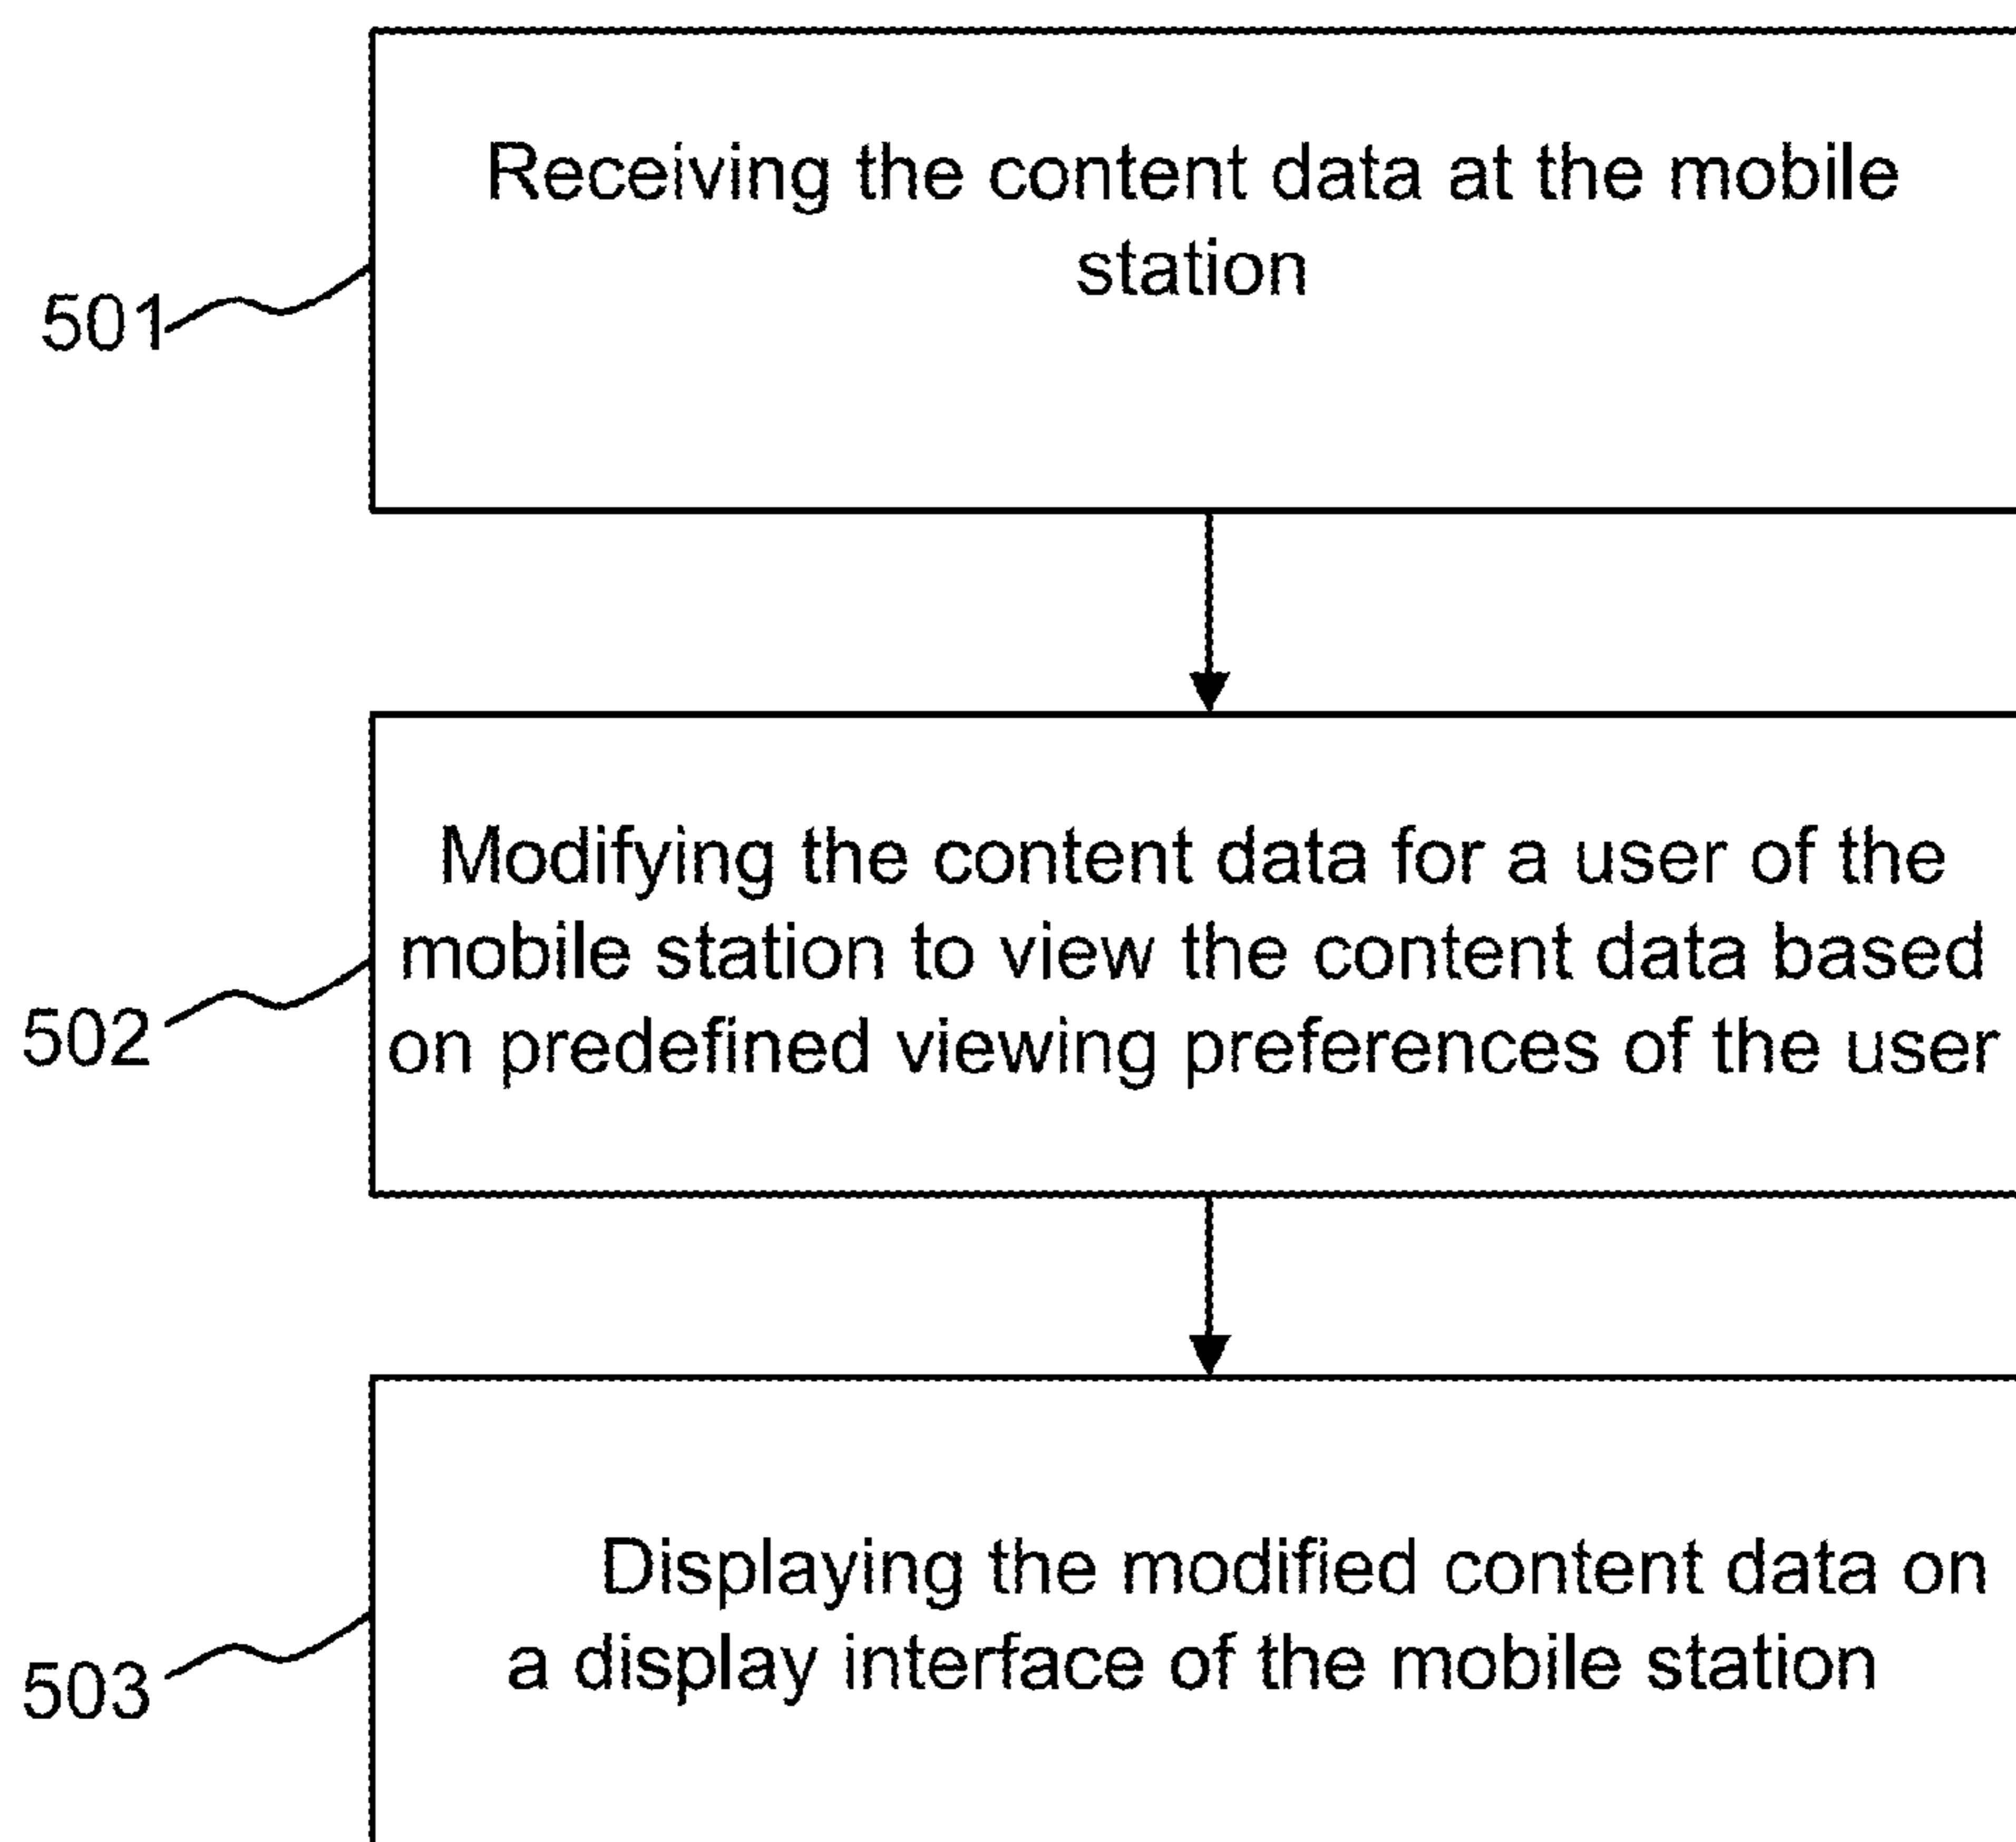 Receiving the content data at the mobile
station
501
Modifying the content data for a user of the
mobile station to view the content data based
on predefined viewing preferences of the user
502
Displaying the modified content data on
a display interface of the mobile station
503